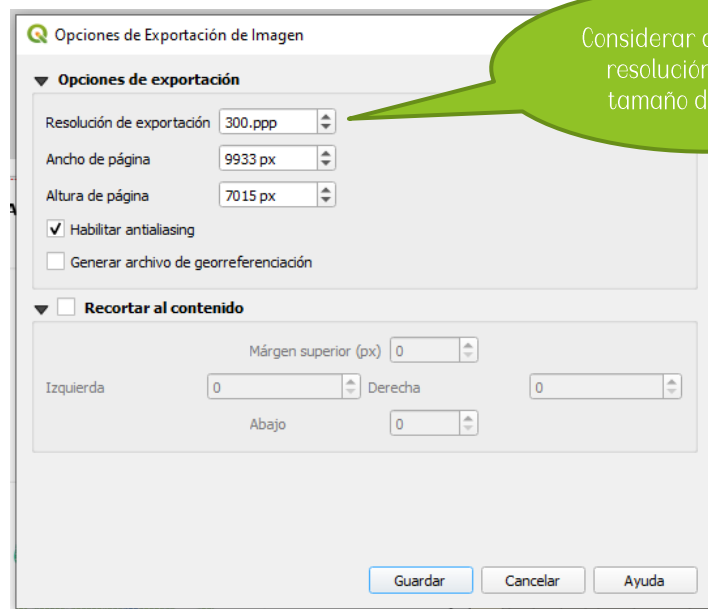 Opciones de Exportación de Imagen
Considerar
resolución
tamaño d
Opciones de exportación
Resolución de exportación 300.ppp
Ancho de página 9933 px
Altura de página 7015 px
Habilitar antialiasing
Generar archivo de georreferenciación
Recortar al contenido
Márgen superior (px) 0
Izquierda 0 Derecha 0
Abajo 0
Guardar Cancelar Ayuda